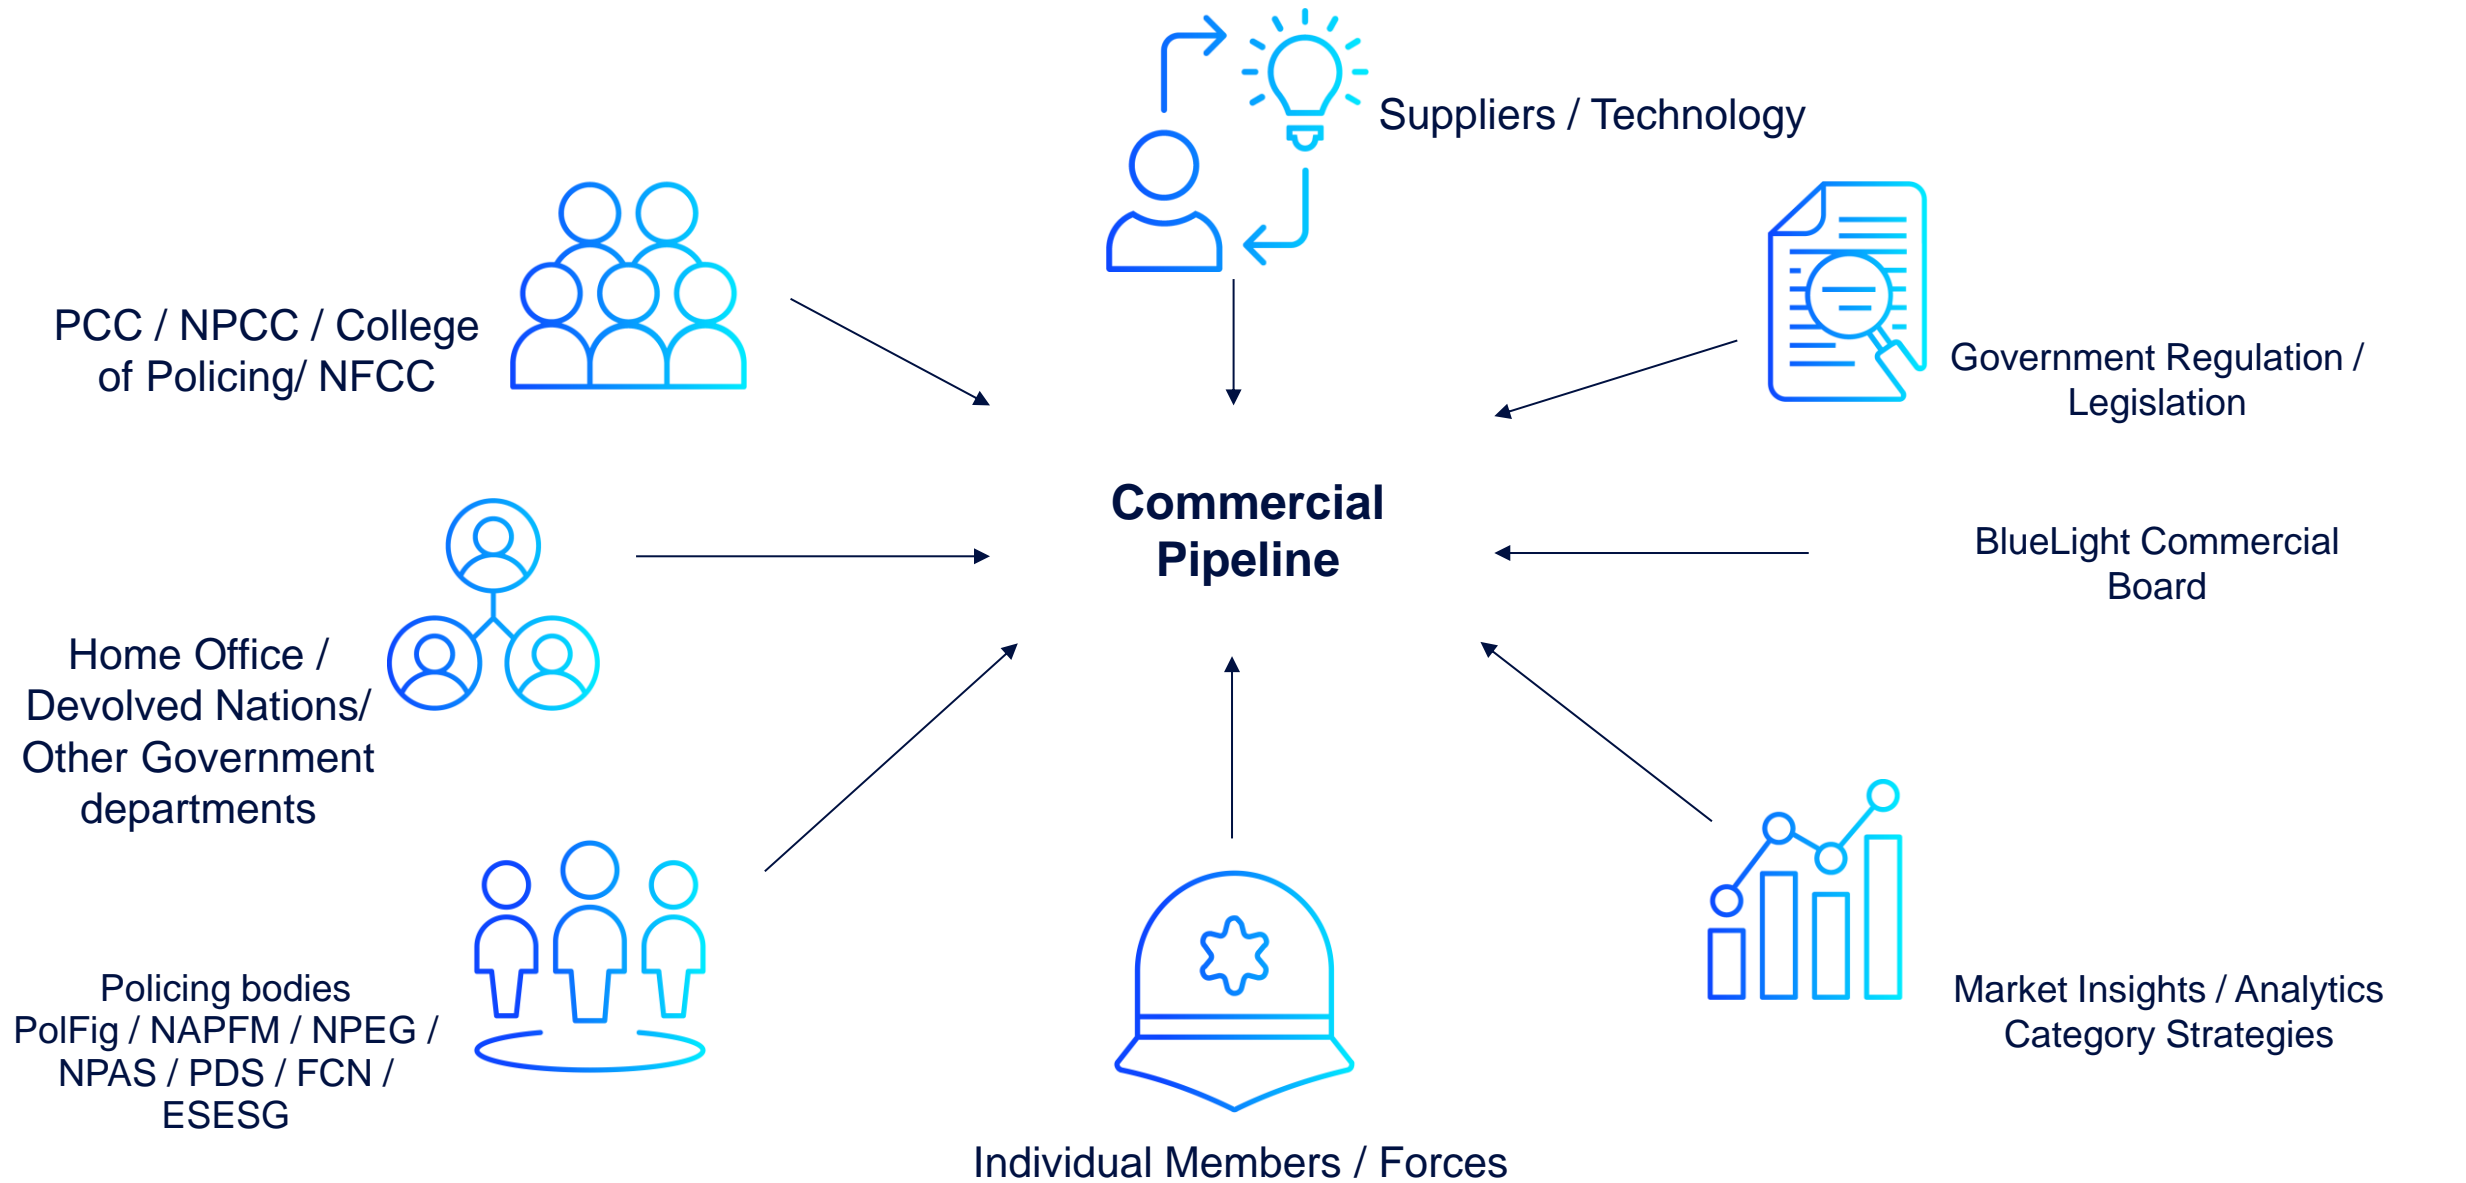 Suppliers / Technology
PCC / NPCC / College
of Policing/ NFCC
Government Regulation /
Legislation
Commercial
Pipeline
BlueLight Commercial
Board
Home Office /
Devolved Nations/
Other Government
departments
Policing bodies
PolFig / NAPFM / NPEG /
NPAS / PDS / FCN /
ESESG
Market Insights / Analytics
Category Strategies
Individual Members / Forces